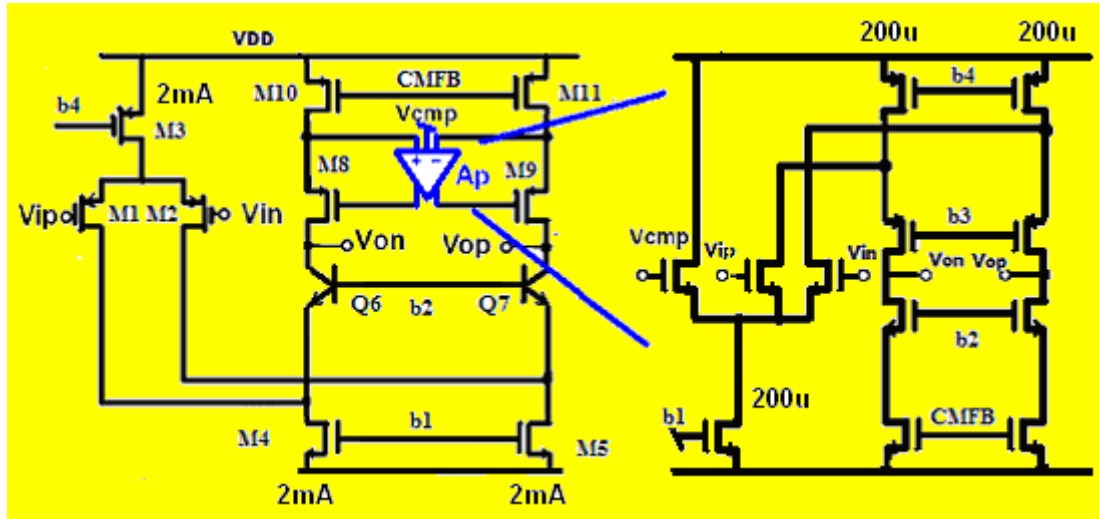 200u 200u
VDD
M10 CMFB M11 b4
2mA
b4 Vcmp
M3
M8 Ap M9
b3
Vip M1 M2 Vin Von Vop Vcmp Vip Vin Von Vop
Q6 b2 Q7 b2
b1 200u
M4 b1 M5 CMFB
2mA 2mA
+ -